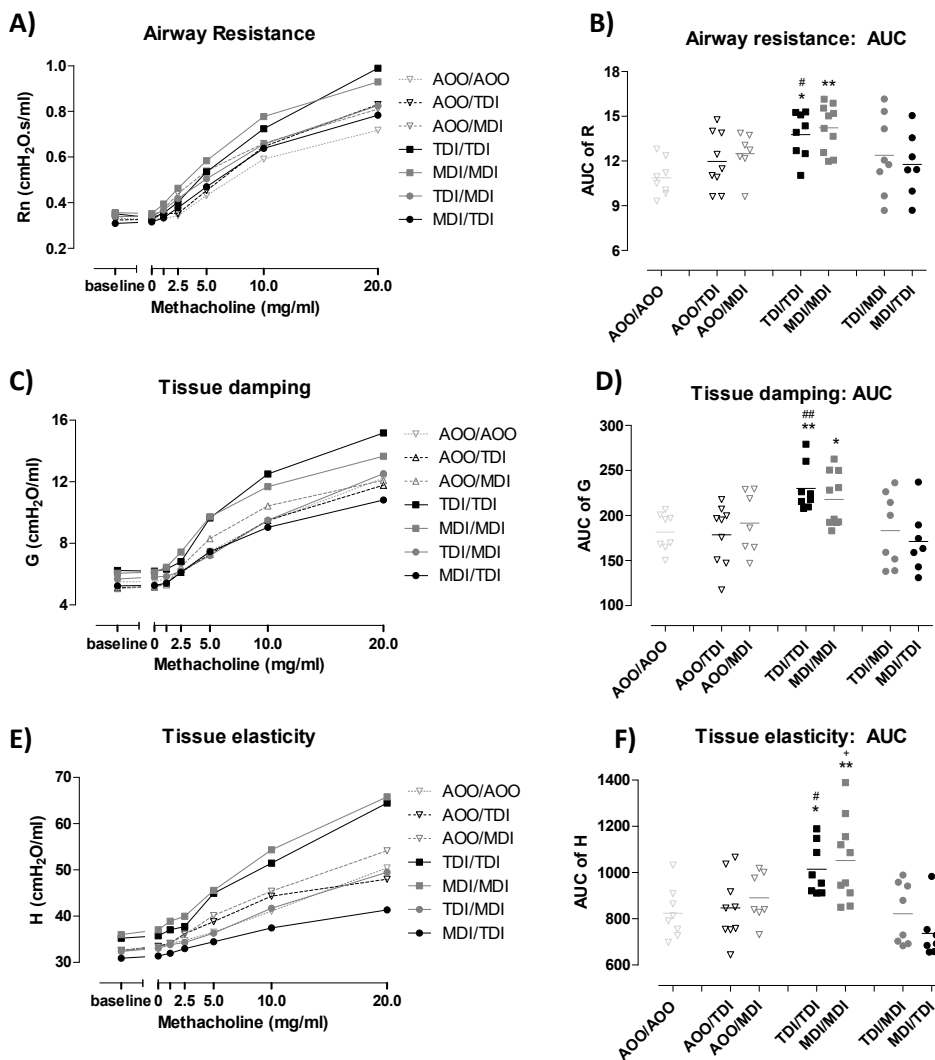 A)
Airway Resistance
Rn (cmH2O.s/ml)
1.0
0.8
0.6
0.4
0.2
baseline 0 2.5 5.0 10.0 20.0
Methacholine (mg/ml)
AOO/AOO
AOO/TDI
AOO/MDI
TDI/TDI
MDI/MDI
TDI/MDI
MDI/TDI
B)
Airway resistance: AUC
AUC of R
18
15
12
9
6
#
*
**
AOO/AOO
AOO/TDI
AOO/MDI
TDI/TDI
MDI/MDI
TDI/MDI
MDI/TDI
C)
Tissue damping
G (cmH2O/ml)
16
12
8
4
baseline 0 2.5 5.0 10.0 20.0
Methacholine (mg/ml)
AOO/AOO
AOO/TDI
AOO/MDI
TDI/TDI
MDI/MDI
TDI/MDI
MDI/TDI
D)
Tissue damping: AUC
AUC of G
300
250
200
150
100
##
**
*
AOO/AOO
AOO/TDI
AOO/MDI
TDI/TDI
MDI/MDI
TDI/MDI
MDI/TDI
E)
Tissue elasticity
H (cmH2O/ml)
70
60
50
40
30
baseline 0 2.5 5.0 10.0 20.0
Methacholine (mg/ml)
AOO/AOO
AOO/TDI
AOO/MDI
TDI/TDI
MDI/MDI
TDI/MDI
MDI/TDI
F)
Tissue elasticity: AUC
AUC of H
1400
1200
1000
800
600
#
*
+
**
AOO/AOO
AOO/TDI
AOO/MDI
TDI/TDI
MDI/MDI
TDI/MDI
MDI/TDI